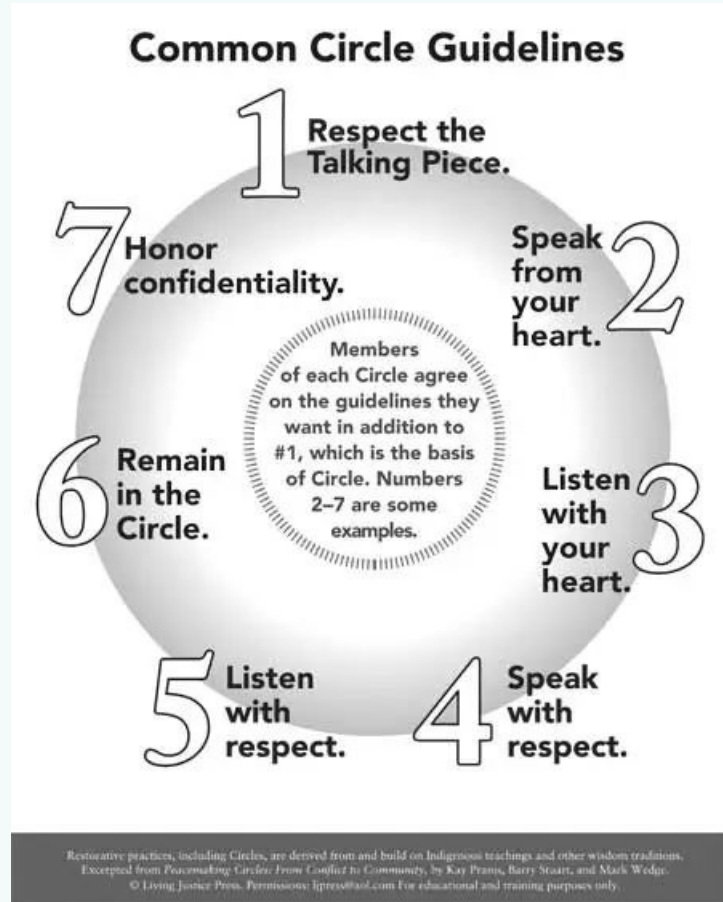 Common Circle Guidelines
1
Respect the
Talking Piece.
2
Speak
from
your
heart.
3
Listen
with
your
heart.
4
Speak
with
respect.
5
Listen
with
respect.
6
Remain
in the
Circle.
7
Honor
confidentiality.
Members
of each Circle agree
on the guidelines they
want in addition to
#1, which is the basis
of Circle. Numbers
2–7 are some
examples.
Restorative practices, including Circles, are derived from and build on Indigenous teachings and other wisdom traditions.
Excerpted from Peacemaking Circles: From Conflict to Community, by Kay Pranis, Barry Stuart, and Mark Wedge.
© Living Justice Press. Permissions: ljpress@aol.com For educational and training purposes only.